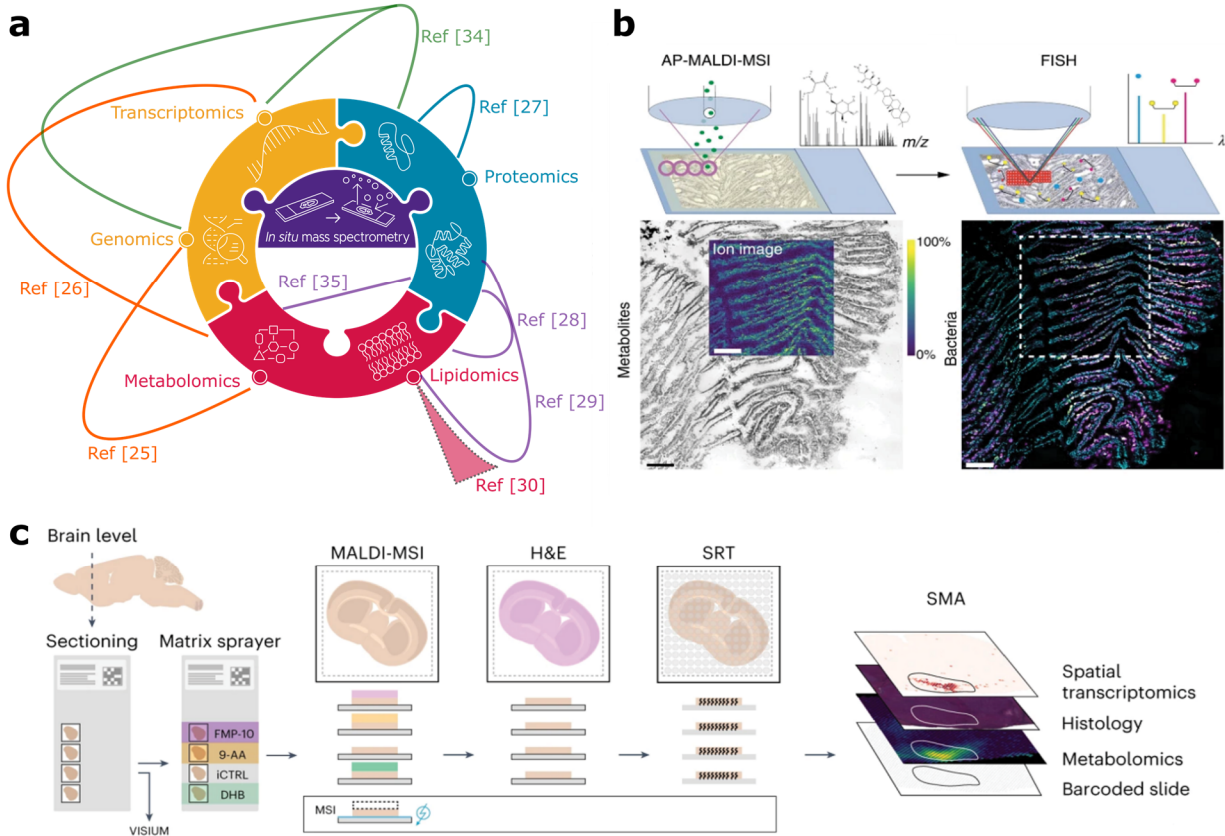 a
Ref [34]
Transcriptomics
Ref [27]
Proteomics
In situ mass spectrometry
Genomics
Ref [26]
Ref [35]
Ref [28]
Metabolomics
Lipidomics
Ref [29]
Ref [25]
Ref [30]
b
AP-MALDI-MSI
FISH
m/z
λ
Metabolites
Ion image
100%
0%
Bacteria
c
Brain level
Sectioning
Matrix sprayer
FMP-10
9-AA
iCTRL
DHB
VISIUM
MALDI-MSI
H&E
SRT
MSI
SMA
Spatial
transcriptomics
Histology
Metabolomics
Barcoded slide